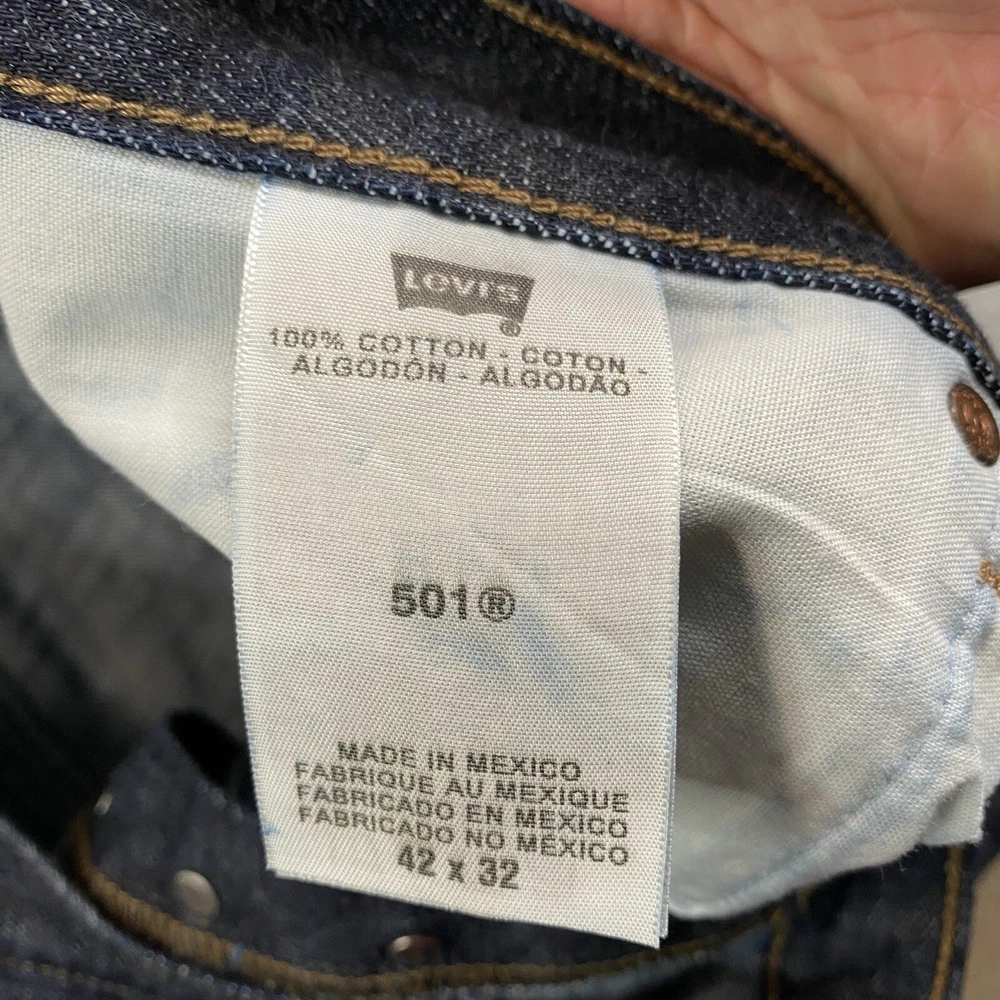 Levi's®
100% COTTON - COTON -
ALGODÓN - ALGODÃO
501®
MADE IN MEXICO
FABRIQUE AU MEXIQUE
FABRICADO EN MÉXICO
FABRICADO NO MÉXICO
42 x 32